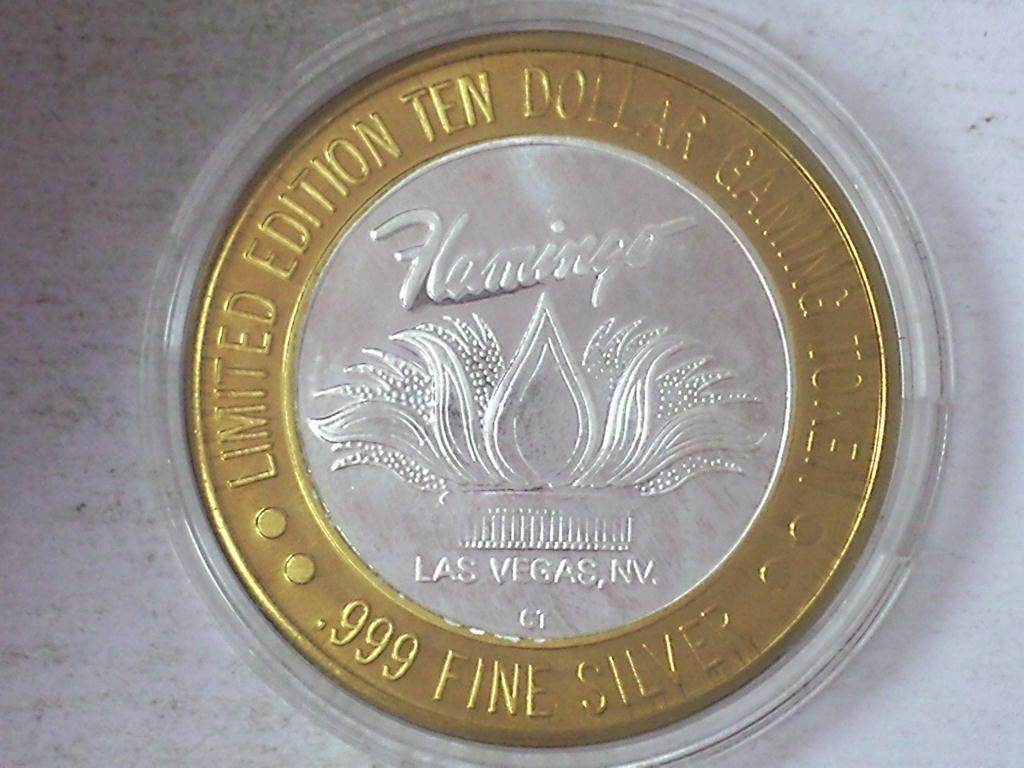 LIMITED EDITION TEN DOLLAR GAMING TOKEN
Flamingo
LAS VEGAS, NV.
CT
.999 FINE SILVER